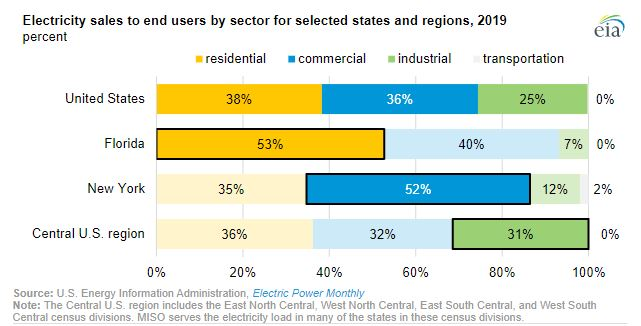 Electricity sales to end users by sector for selected states and regions, 2019
percent
eia
residential commercial industrial transportation
United States 38% 36% 25% 0%
Florida 53% 40% 7% 0%
New York 35% 52% 12% 2%
Central U.S. region 36% 32% 31% 0%
0% 20% 40% 60% 80% 100%
Source: U.S. Energy Information Administration, Electric Power Monthly
Note: The Central U.S. region includes the East North Central, West North Central, East South Central, and West South
Central census divisions. MISO serves the electricity load in many of the states in these census divisions.